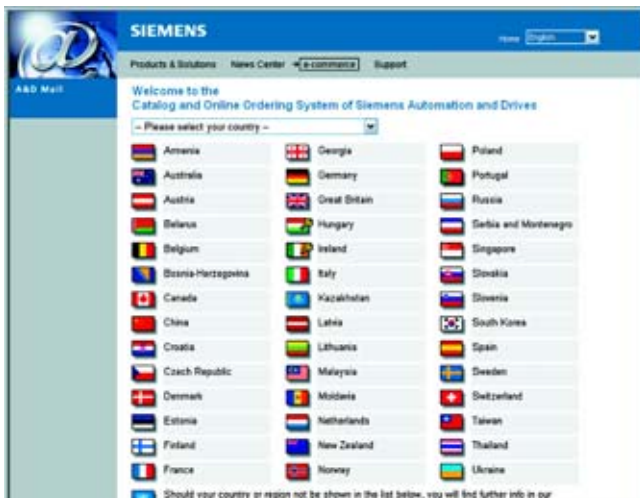 SIEMENS
Home English
Products & Solutions News Center e-commerce Support
A&D Mall
Welcome to the
Catalog and Online Ordering System of Siemens Automation and Drives
– Please select your country –
Armenia Georgia Poland
Australia Germany Portugal
Austria Great Britain Russia
Belarus Hungary Serbia and Montenegro
Belgium Ireland Singapore
Bosnia-Herzegovina Italy Slovakia
Canada Kazakhstan Slovenia
China Latvia South Korea
Croatia Lithuania Spain
Czech Republic Malaysia Sweden
Denmark Moldavia Switzerland
Estonia Netherlands Taiwan
Finland New Zealand Thailand
France Norway Ukraine
Should your country or region not be shown in the list below, you will find further info in our